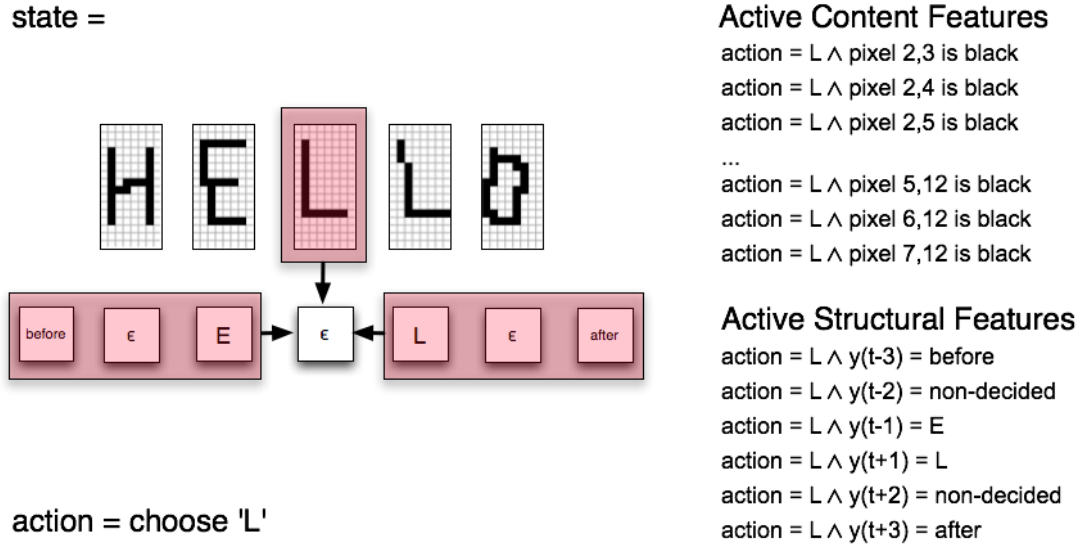 state =
H E L L O
before ϵ E ϵ L ϵ after
action = choose 'L'
Active Content Features
action = L ∧ pixel 2,3 is black
action = L ∧ pixel 2,4 is black
action = L ∧ pixel 2,5 is black
...
action = L ∧ pixel 5,12 is black
action = L ∧ pixel 6,12 is black
action = L ∧ pixel 7,12 is black
Active Structural Features
action = L ∧ y(t-3) = before
action = L ∧ y(t-2) = non-decided
action = L ∧ y(t-1) = E
action = L ∧ y(t+1) = L
action = L ∧ y(t+2) = non-decided
action = L ∧ y(t+3) = after